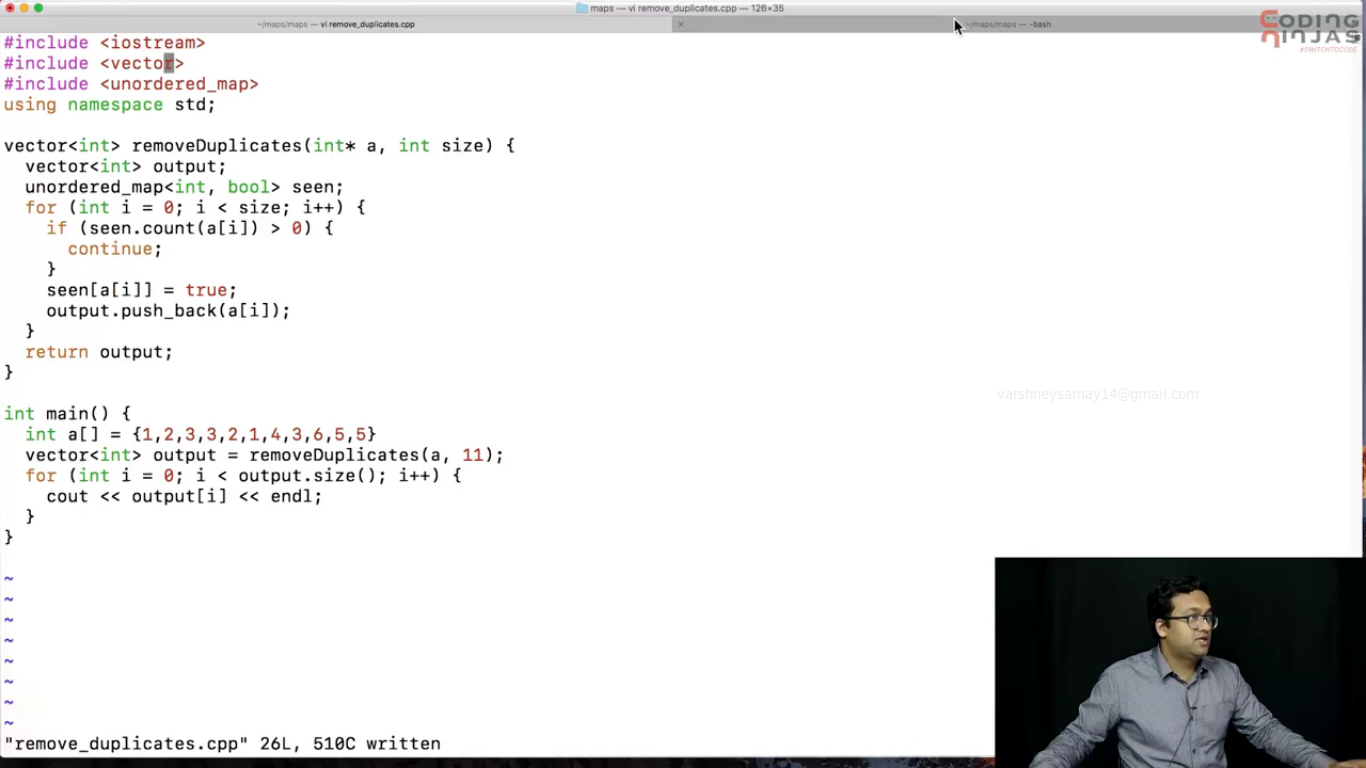 maps — vi remove_duplicates.cpp — 126×35
~/maps/maps — vi remove_duplicates.cpp
~/maps/maps — -bash
CODING
NINJAS
#SWITCHTOCODE
#include <iostream>
#include <vector>
#include <unordered_map>
using namespace std;
vector<int> removeDuplicates(int* a, int size) {
  vector<int> output;
  unordered_map<int, bool> seen;
  for (int i = 0; i < size; i++) {
    if (seen.count(a[i]) > 0) {
      continue;
    }
    seen[a[i]] = true;
    output.push_back(a[i]);
  }
  return output;
}
varshneysamay14@gmail.com
int main() {
  int a[] = {1,2,3,3,2,1,4,3,6,5,5}
  vector<int> output = removeDuplicates(a, 11);
  for (int i = 0; i < output.size(); i++) {
    cout << output[i] << endl;
  }
}
~
~
~
~
~
~
~
~
"remove_duplicates.cpp" 26L, 510C written